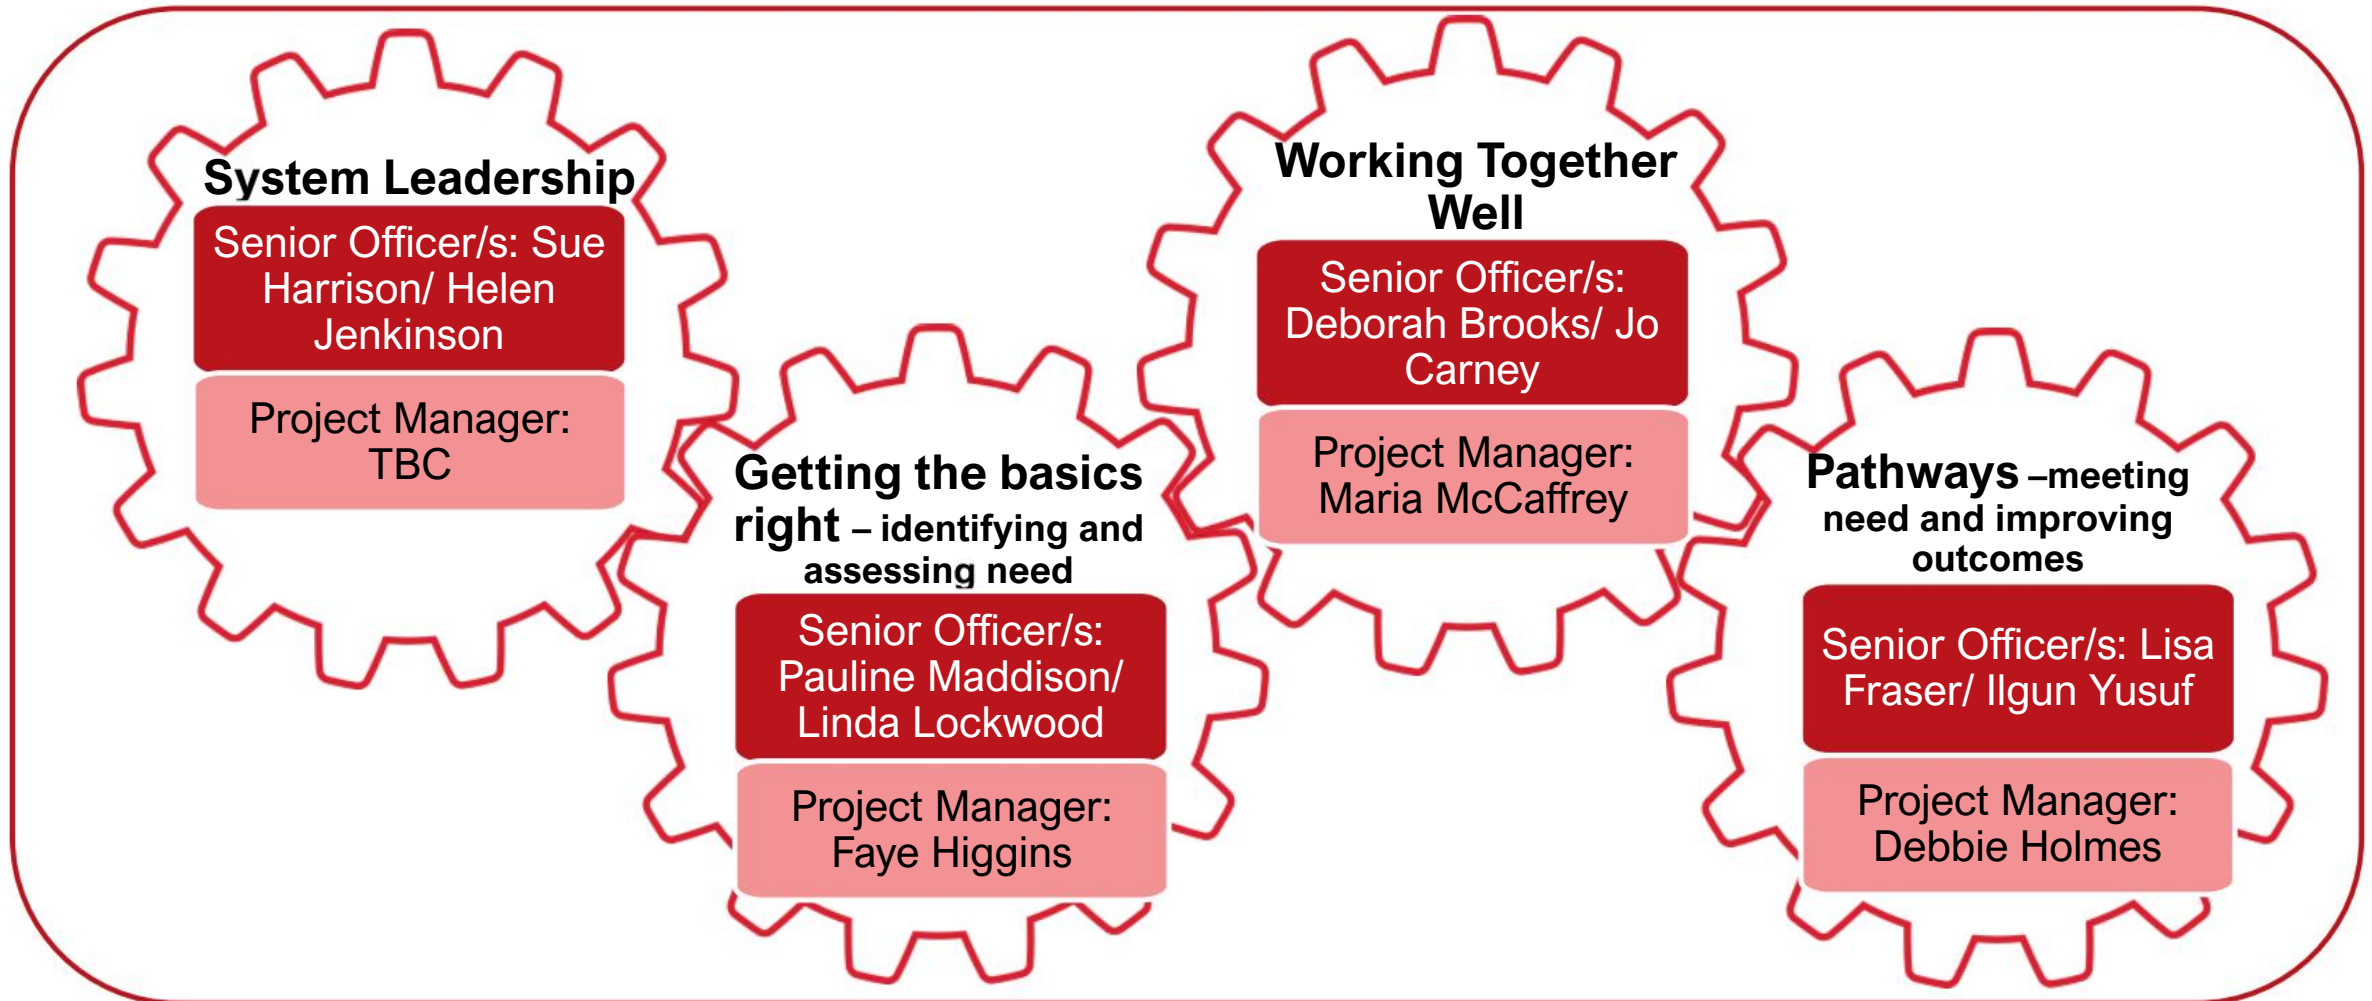 System Leadership
Senior Officer/s: Sue
Harrison/ Helen
Jenkinson
Project Manager:
TBC
Getting the basics
right – identifying and
assessing need
Senior Officer/s:
Pauline Maddison/
Linda Lockwood
Project Manager:
Faye Higgins
Working Together
Well
Senior Officer/s:
Deborah Brooks/ Jo
Carney
Project Manager:
Maria McCaffrey
Pathways –meeting
need and improving
outcomes
Senior Officer/s: Lisa
Fraser/ Ilgun Yusuf
Project Manager:
Debbie Holmes